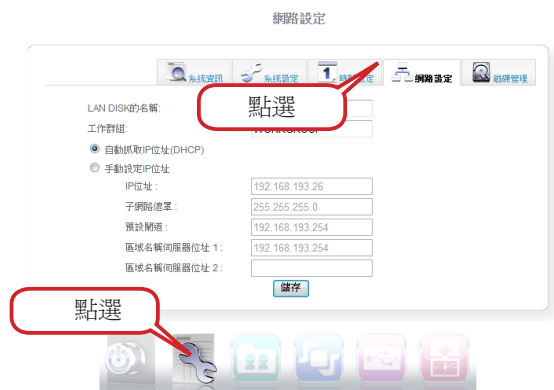 網路設定
系統資訊 系統設定 定 網路設定 磁碟管理
點選
LAN DISK的名稱:
工作群組:
自動抓取IP位址(DHCP)
手動設定IP位址
IP位址 : 192.168.193.26
子網路遮罩 : 255.255.255.0
預設閘道 : 192.168.193.254
區域名稱伺服器位址 1 : 192.168.193.254
區域名稱伺服器位址 2 :
儲存
點選